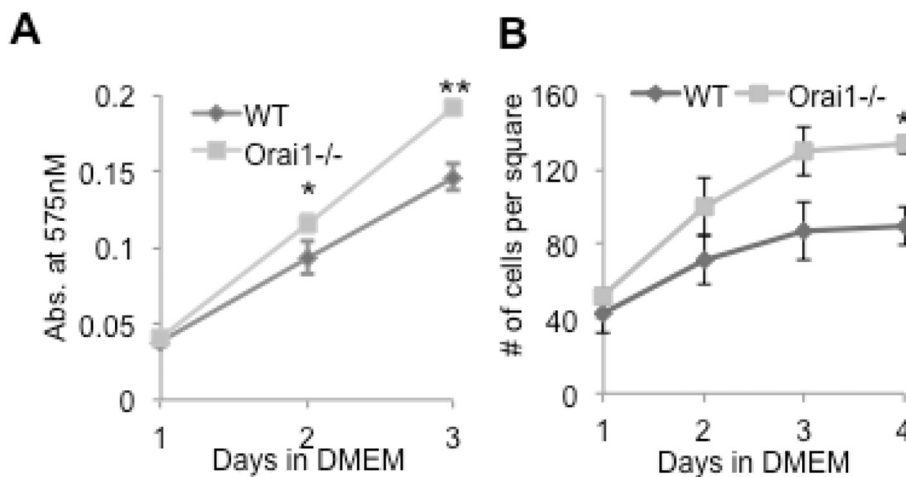 A
Abs. at 575nM
0.2
0.15
0.1
0.05
0
WT
Orai1-/-
*
**
1 2 3
Days in DMEM
B
# of cells per square
160
120
80
40
0
WT Orai1-/-
*
1 2 3 4
Days in DMEM